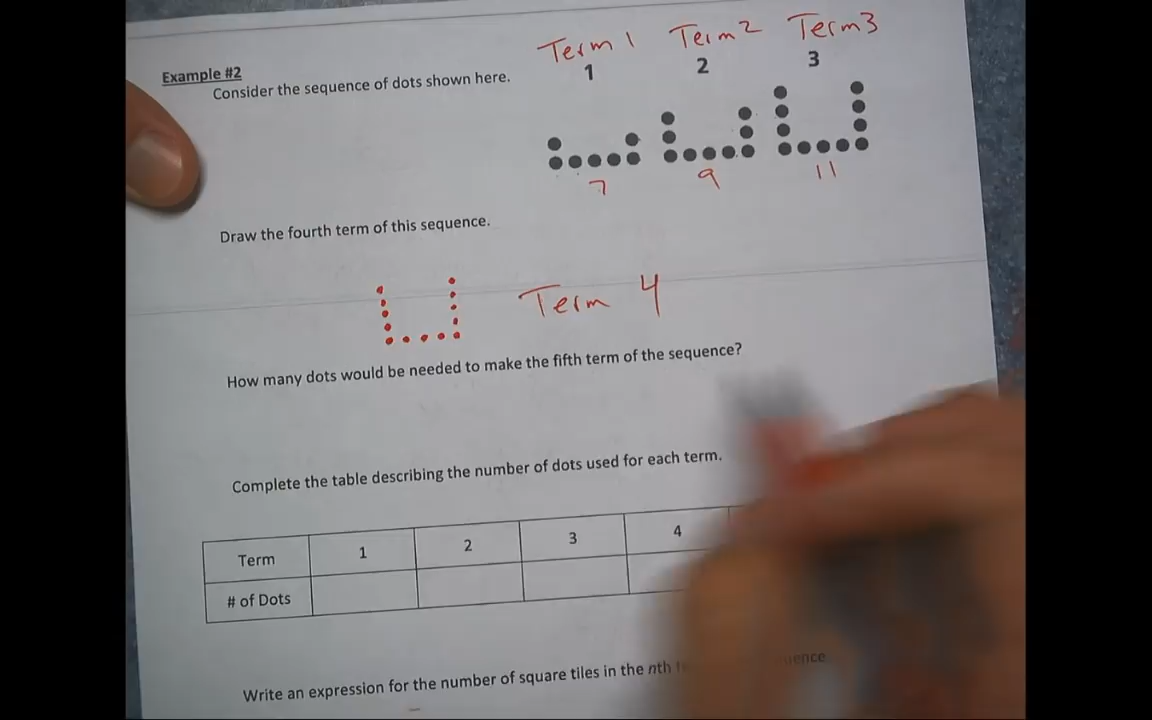 Term 1 Term 2 Term 3
Example #2
Consider the sequence of dots shown here.
1 2 3
7 9 11
Draw the fourth term of this sequence.
Term 4
How many dots would be needed to make the fifth term of the sequence?
Complete the table describing the number of dots used for each term.
Term 1 2 3 4
# of Dots
Write an expression for the number of square tiles in the nth